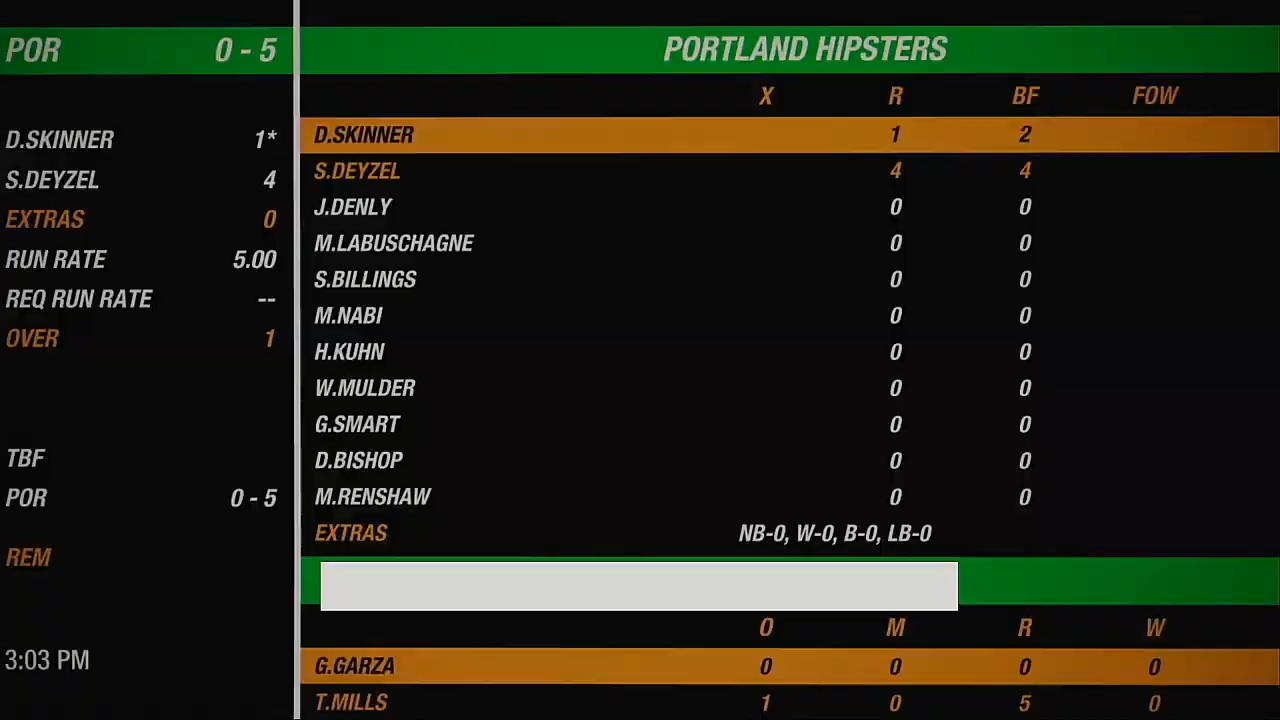 POR 0 - 5
D.SKINNER 1*
S.DEYZEL 4
EXTRAS 0
RUN RATE 5.00
REQ RUN RATE --
OVER 1
TBF
POR 0 - 5
REM
3:03 PM
PORTLAND HIPSTERS
X R BF FOW
D.SKINNER 1 2
S.DEYZEL 4 4
J.DENLY 0 0
M.LABUSCHAGNE 0 0
S.BILLINGS 0 0
M.NABI 0 0
H.KUHN 0 0
W.MULDER 0 0
G.SMART 0 0
D.BISHOP 0 0
M.RENSHAW 0 0
EXTRAS NB-0, W-0, B-0, LB-0
O M R W
G.GARZA 0 0 0 0
T.MILLS 1 0 5 0